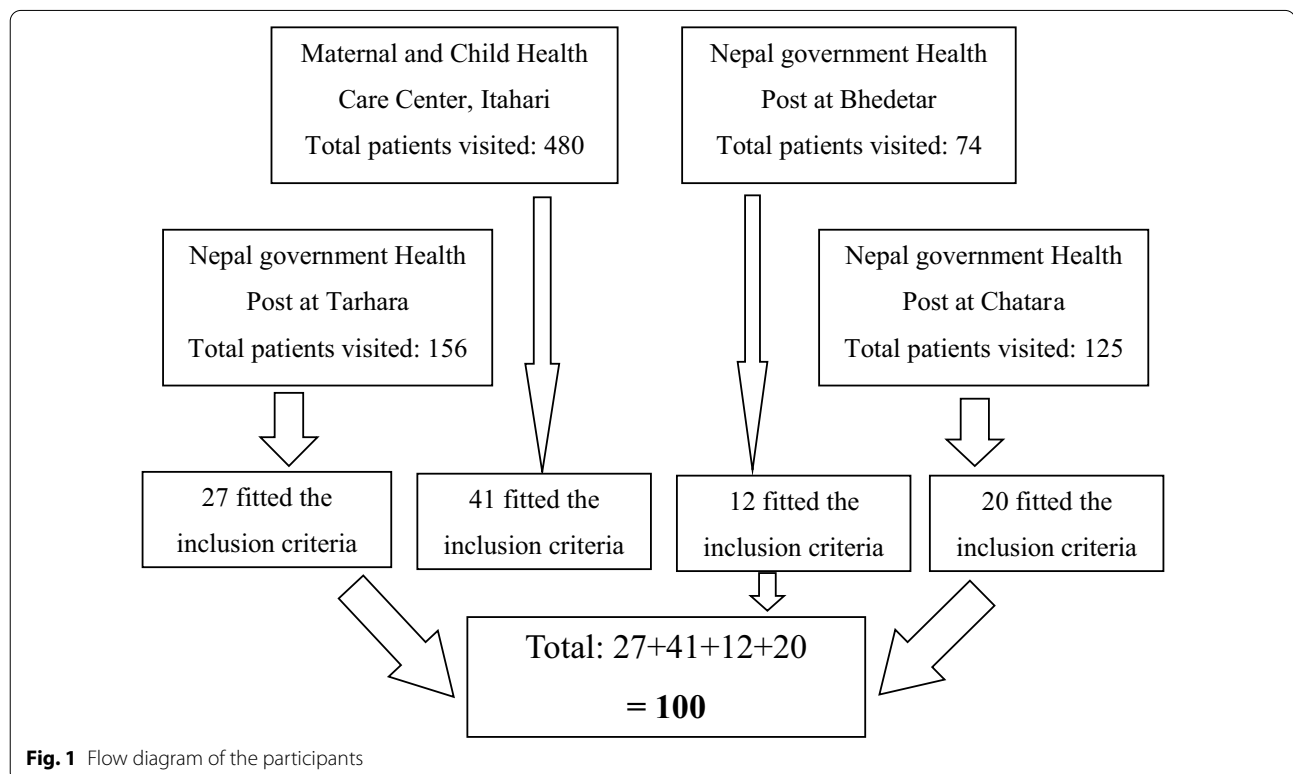 Maternal and Child Health
Care Center, Itahari
Total patients visited: 480
Nepal government Health
Post at Bhedetar
Total patients visited: 74
Nepal government Health
Post at Tarhara
Total patients visited: 156
Nepal government Health
Post at Chatara
Total patients visited: 125
27 fitted the
inclusion criteria
41 fitted the
inclusion criteria
12 fitted the
inclusion criteria
20 fitted the
inclusion criteria
Total: 27+41+12+20
= 100
Fig. 1 Flow diagram of the participants